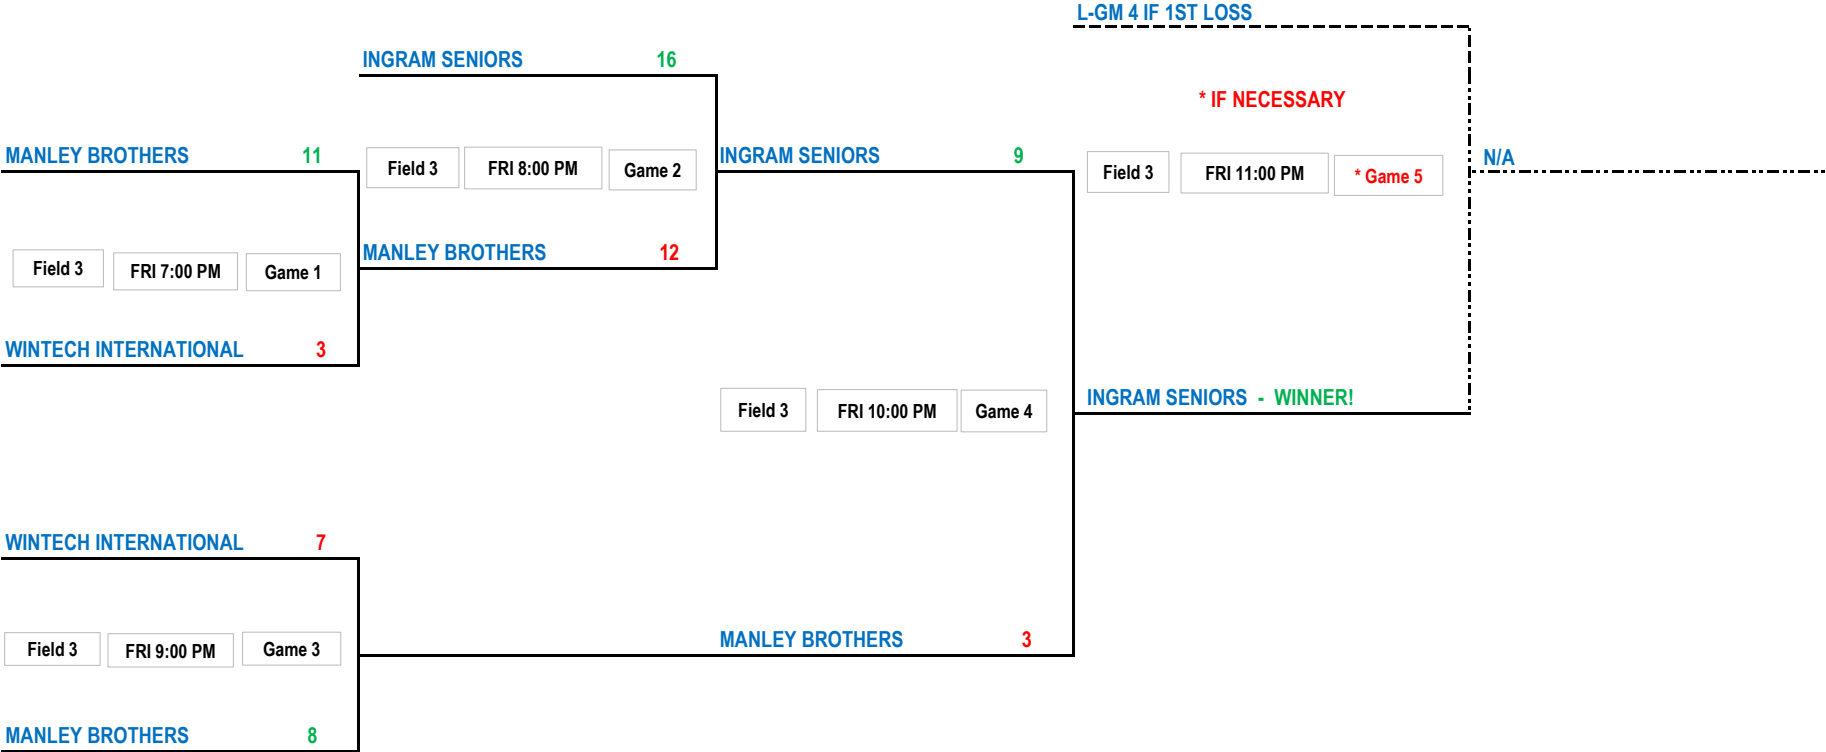 L-GM 4 IF 1ST LOSS
INGRAM SENIORS 16
* IF NECESSARY
MANLEY BROTHERS 11
Field 3 FRI 8:00 PM Game 2
INGRAM SENIORS 9
Field 3 FRI 11:00 PM * Game 5
N/A
MANLEY BROTHERS 12
Field 3 FRI 7:00 PM Game 1
WINTECH INTERNATIONAL 3
Field 3 FRI 10:00 PM Game 4
INGRAM SENIORS - WINNER!
WINTECH INTERNATIONAL 7
Field 3 FRI 9:00 PM Game 3
MANLEY BROTHERS 3
MANLEY BROTHERS 8